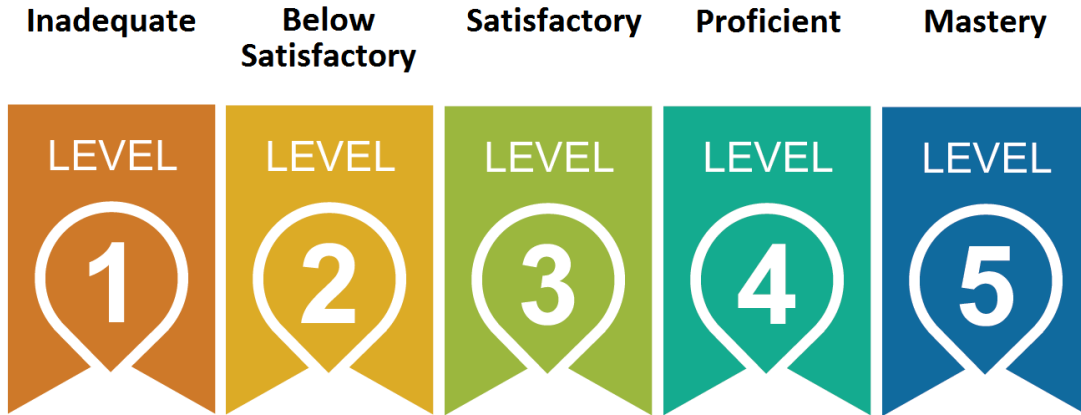 Inadequate
Below
Satisfactory
Satisfactory
Proficient
Mastery
LEVEL
1
LEVEL
2
LEVEL
3
LEVEL
4
LEVEL
5